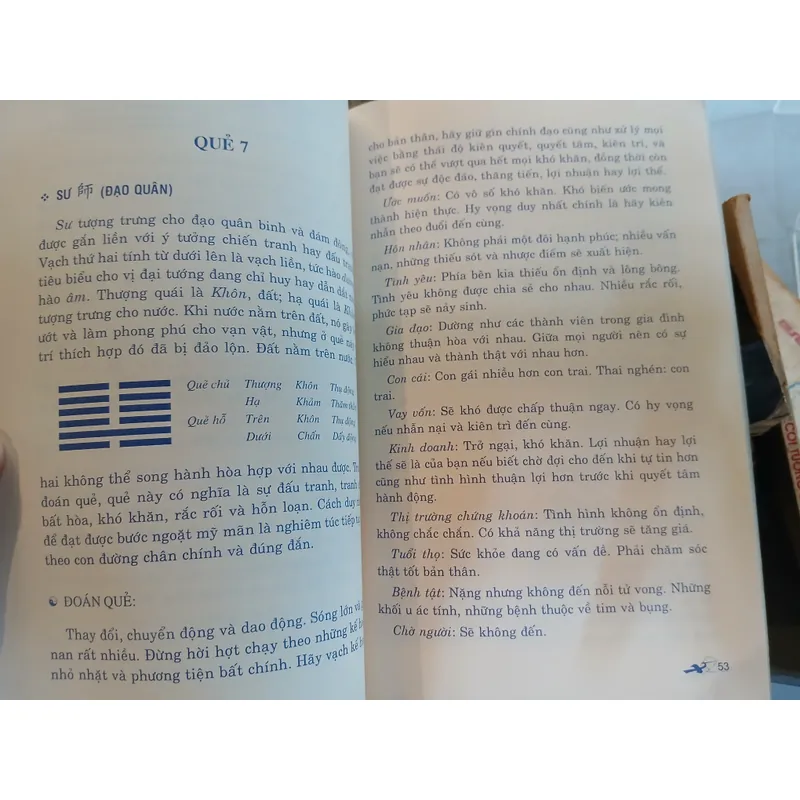 QUẺ 7
❖ SƯ 師 (ĐẠO QUÂN)
Sư tượng trưng cho đạo quân binh và đám đông,
được gắn liền với ý tưởng chiến tranh hay đấu
Vạch thứ hai tính từ dưới lên là vạch liền, tức hào
tiêu biểu cho vị đại tướng đang chỉ huy hay dẫn dắt
hào âm. Thượng quái là Khôn, đất; hạ quái là
tượng trưng cho nước. Khi nước nằm trên đất, nó gây
ướt và làm phong phú cho vạn vật, nhưng ở quẻ này
trí thích hợp đó đã bị đảo lộn. Đất nằm trên nước
Quẻ chủ Thượng Khôn Thụ động
Hạ Khảm
Quẻ hỗ Trên Khôn Thụ động
Dưới Chấn
hai không thể song hành hòa hợp với nhau được.
đoán quẻ, quẻ này có nghĩa là sự đấu tranh, tranh
bất hòa, khó khăn, rắc rối và hỗn loạn. Cách duy
để đạt được bước ngoặt mỹ mãn là nghiêm túc tiếp
theo con đường chân chính và đúng đắn.
☯ ĐOÁN QUẺ:
Thay đổi, chuyển động và dao động. Sóng lớn và
nan rất nhiều. Đừng hời hợt chạy theo những kế
nhỏ nhặt và phương tiện bất chính. Hãy vạch kế
cho bản thân, hãy giữ gìn chính đạo cũng như xử lý mọi
việc bằng thái độ kiên quyết, quyết tâm, kiên trì, và
bạn sẽ có thể vượt qua hết mọi khó khăn, đồng thời còn
đạt được sự độc đáo, thăng tiến, lợi nhuận hay lợi thế.
Ước muốn: Có vô số khó khăn. Khó biến ước mong
thành hiện thực. Hy vọng duy nhất chính là hãy kiên
nhẫn theo đuổi đến cùng.
Hôn nhân: Không phải một đôi hạnh phúc; nhiều vấn
nạn, những thiếu sót và nhược điểm sẽ xuất hiện.
Tình yêu: Phía bên kia thiếu ổn định và lông bông.
Tình yêu không được chia sẻ cho nhau. Nhiều rắc rối,
phức tạp sẽ nảy sinh.
Gia đạo: Dường như các thành viên trong gia đình
không thuận hòa với nhau. Giữa mọi người nên có sự
hiểu nhau và thành thật với nhau hơn.
Con cái: Con gái nhiều hơn con trai. Thai nghén: con
trai.
Vay vốn: Sẽ khó được chấp thuận ngay. Có hy vọng
nếu nhẫn nại và kiên trì đến cùng.
Kinh doanh: Trở ngại, khó khăn. Lợi nhuận hay lợi
thế sẽ là của bạn nếu biết chờ đợi cho đến khi tự tin hơn
cũng như tình hình thuận lợi hơn trước khi quyết tâm
hành động.
Thị trường chứng khoán: Tình hình không ổn định,
không chắc chắn. Có khả năng thị trường sẽ tăng giá.
Tuổi thọ: Sức khỏe đang có vấn đề. Phải chăm sóc
thật tốt bản thân.
Bệnh tật: Nặng nhưng không đến nỗi tử vong. Những
khối u ác tính, những bệnh thuộc về tim và bụng.
Chờ người: Sẽ không đến.
53